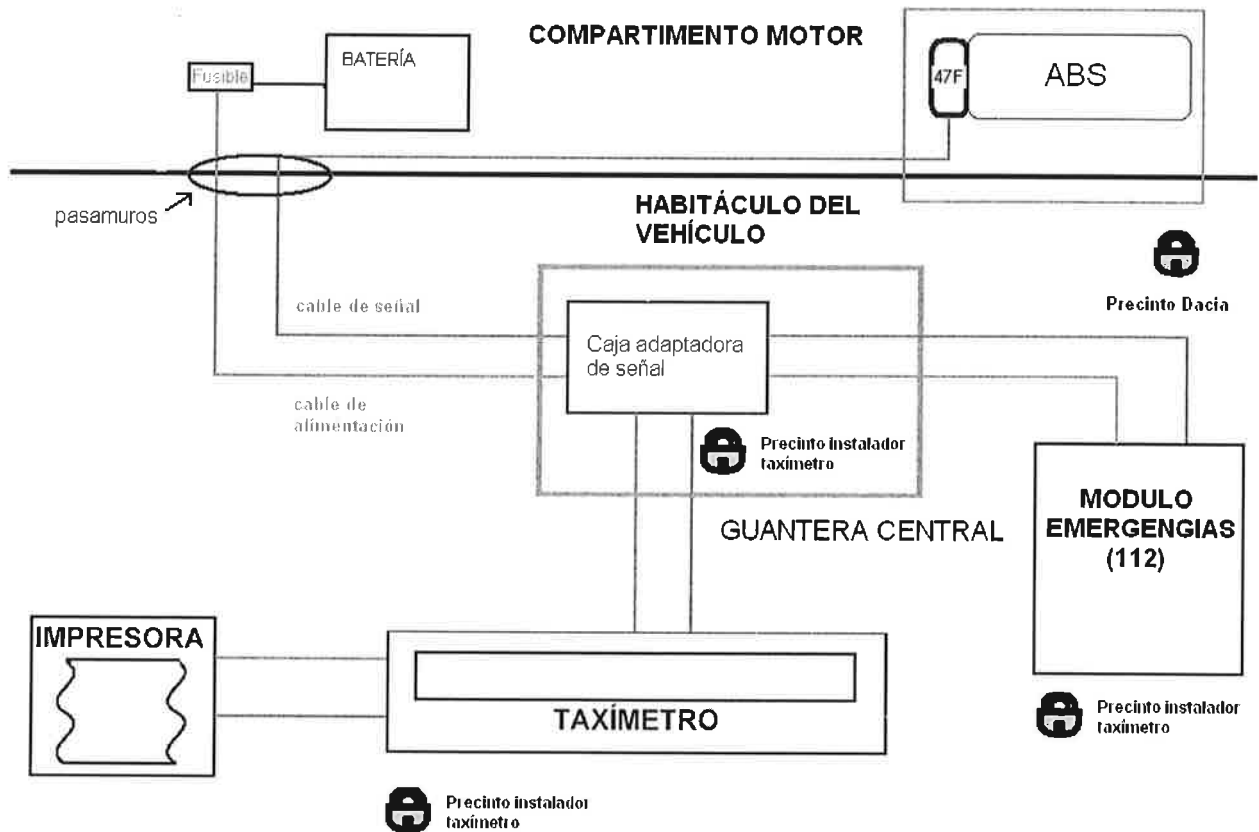 COMPARTIMENTO MOTOR
BATERÍA
Fusible
47F
ABS
pasamuros
HABITÁCULO DEL
VEHÍCULO
Precinto Dacia
cable de señal
Caja adaptadora
de señal
cable de
alimentación
Precinto instalador
taxímetro
GUANTERA CENTRAL
MODULO
EMERGENGIAS
(112)
IMPRESORA
TAXÍMETRO
Precinto instalador
taxímetro
Precinto instalador
taxímetro